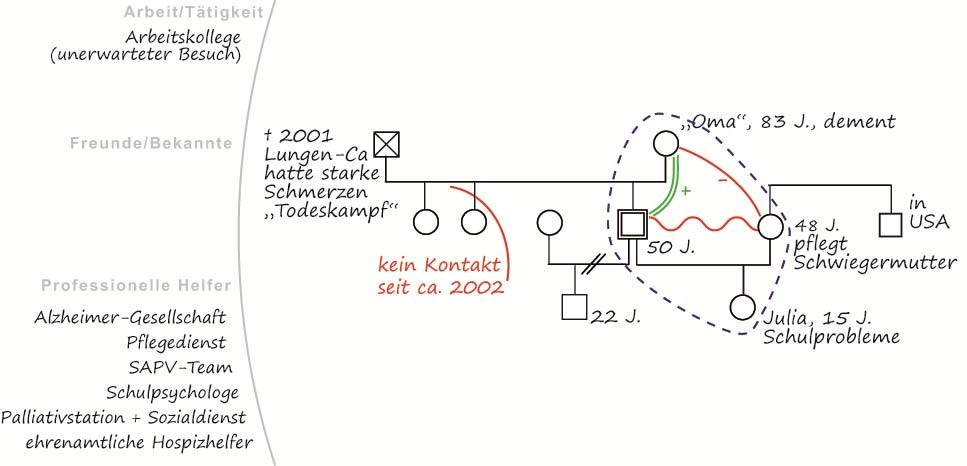 Arbeit/Tätigkeit
Arbeitskollege
(unerwarteter Besuch)
Freunde/Bekannte
Professionelle Helfer
Alzheimer-Gesellschaft
Pflegedienst
SAPV-Team
Schulpsychologe
Palliativstation + Sozialdienst
ehrenamtliche Hospizhelfer
† 2001
Lungen-Ca
hatte starke
Schmerzen
„Todeskampf“
kein Kontakt
seit ca. 2002
22 J.
„Oma“, 83 J., dement
+
–
50 J.
48 J.
pflegt
Schwiegermutter
in
USA
Julia, 15 J.
Schulprobleme